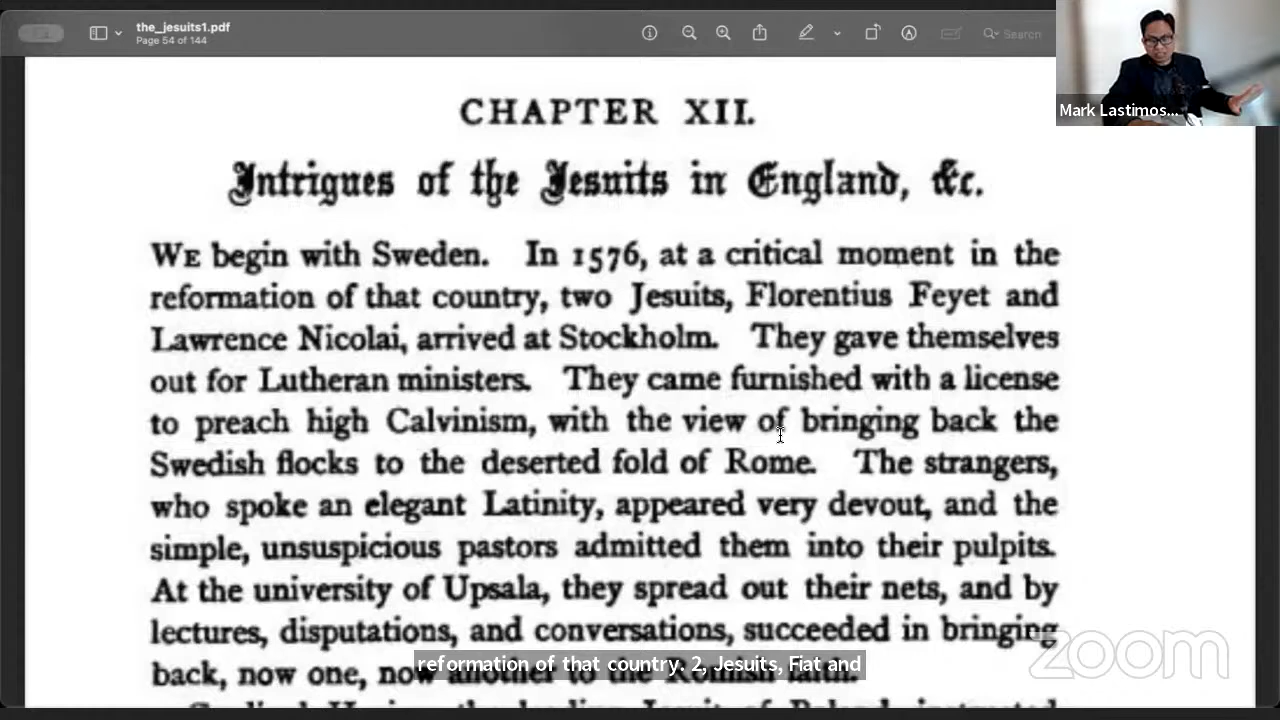 the_jesuits1.pdf
Page 54 of 144
Search
Mark Lastimos...
CHAPTER XII.
Intrigues of the Jesuits in England, &c.
WE begin with Sweden. In 1576, at a critical moment in the
reformation of that country, two Jesuits, Florentius Feyet and
Lawrence Nicolai, arrived at Stockholm. They gave themselves
out for Lutheran ministers. They came furnished with a license
to preach high Calvinism, with the view of bringing back the
Swedish flocks to the deserted fold of Rome. The strangers,
who spoke an elegant Latinity, appeared very devout, and the
simple, unsuspicious pastors admitted them into their pulpits.
At the university of Upsala, they spread out their nets, and by
lectures, disputations, and conversations, succeeded in bringing
back, now one, now another to the Romish faith.
reformation of that country. 2, Jesuits, Fiat and
zoom